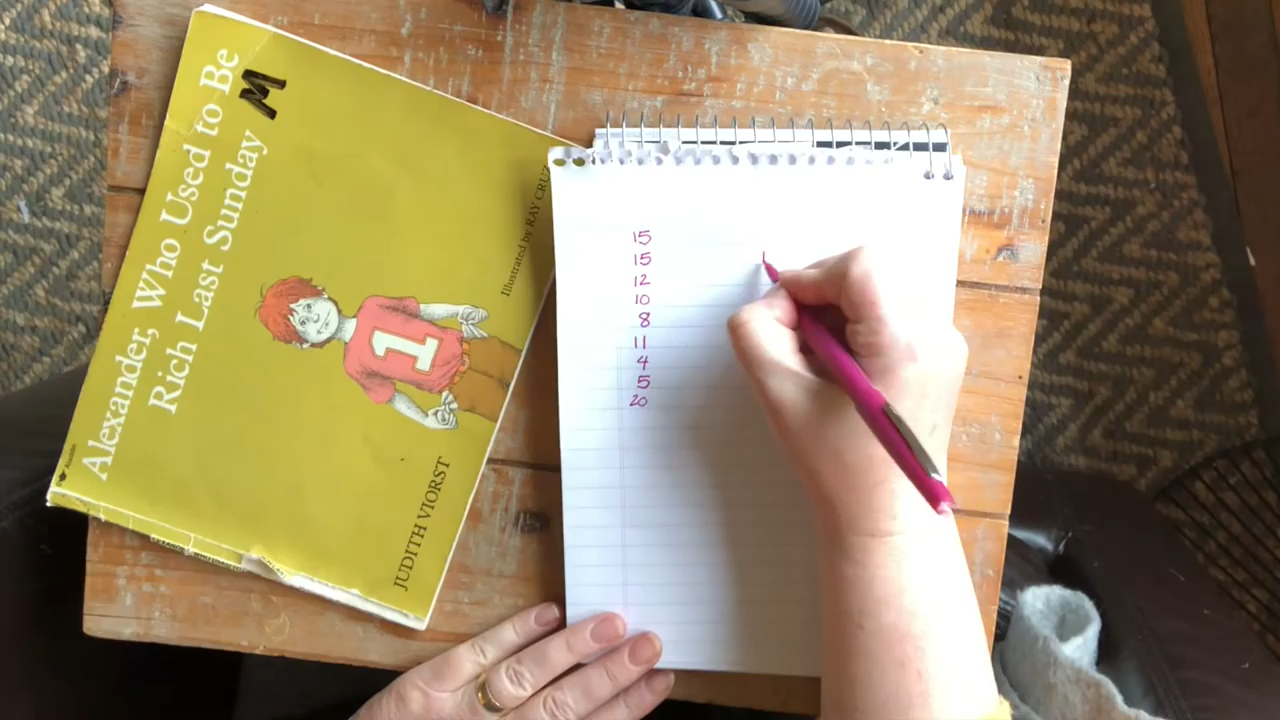 Alexander, Who Used to Be
Rich Last Sunday
M
Illustrated by RAY CRUZ
1
JUDITH VIORST
15
15
12
10
8
11
4
5
20